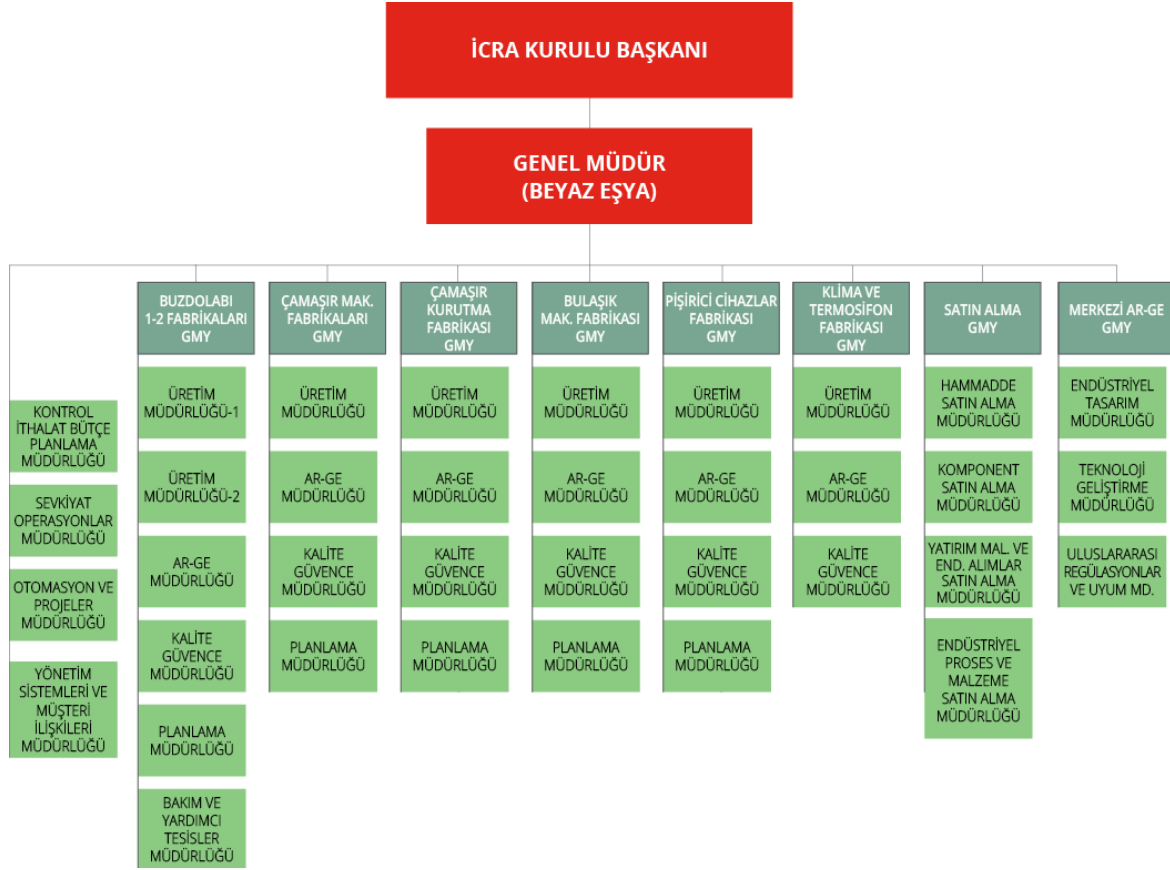 İCRA KURULU BAŞKANI
GENEL MÜDÜR
(BEYAZ EŞYA)
KONTROL
İTHALAT BÜTÇE
PLANLAMA
MÜDÜRLÜĞÜ
SEVKİYAT
OPERASYONLAR
MÜDÜRLÜĞÜ
OTOMASYON VE
PROJELER
MÜDÜRLÜĞÜ
YÖNETİM
SİSTEMLERİ VE
MÜŞTERİ
İLİŞKİLERİ
MÜDÜRLÜĞÜ
BUZDOLABI
1-2 FABRİKALARI
GMY
ÜRETİM
MÜDÜRLÜĞÜ-1
ÜRETİM
MÜDÜRLÜĞÜ-2
AR-GE
MÜDÜRLÜĞÜ
KALİTE
GÜVENCE
MÜDÜRLÜĞÜ
PLANLAMA
MÜDÜRLÜĞÜ
BAKIM VE
YARDIMCI
TESİSLER
MÜDÜRLÜĞÜ
ÇAMAŞIR MAK.
FABRİKALARI
GMY
ÜRETİM
MÜDÜRLÜĞÜ
AR-GE
MÜDÜRLÜĞÜ
KALİTE
GÜVENCE
MÜDÜRLÜĞÜ
PLANLAMA
MÜDÜRLÜĞÜ
ÇAMAŞIR
KURUTMA
FABRİKASI
GMY
ÜRETİM
MÜDÜRLÜĞÜ
AR-GE
MÜDÜRLÜĞÜ
KALİTE
GÜVENCE
MÜDÜRLÜĞÜ
PLANLAMA
MÜDÜRLÜĞÜ
BULAŞIK
MAK. FABRİKASI
GMY
ÜRETİM
MÜDÜRLÜĞÜ
AR-GE
MÜDÜRLÜĞÜ
KALİTE
GÜVENCE
MÜDÜRLÜĞÜ
PLANLAMA
MÜDÜRLÜĞÜ
PİŞİRİCİ CİHAZLAR
FABRİKASI
GMY
ÜRETİM
MÜDÜRLÜĞÜ
AR-GE
MÜDÜRLÜĞÜ
KALİTE
GÜVENCE
MÜDÜRLÜĞÜ
PLANLAMA
MÜDÜRLÜĞÜ
KLİMA VE
TERMOSİFON
FABRİKASI
GMY
ÜRETİM
MÜDÜRLÜĞÜ
AR-GE
MÜDÜRLÜĞÜ
KALİTE
GÜVENCE
MÜDÜRLÜĞÜ
SATIN ALMA
GMY
HAMMADDE
SATIN ALMA
MÜDÜRLÜĞÜ
KOMPONENT
SATIN ALMA
MÜDÜRLÜĞÜ
YATIRIM MAL. VE
END. ALIMLAR
SATIN ALMA
MÜDÜRLÜĞÜ
ENDÜSTRİYEL
PROSES VE
MALZEME
SATIN ALMA
MÜDÜRLÜĞÜ
MERKEZİ AR-GE
GMY
ENDÜSTRİYEL
TASARIM
MÜDÜRLÜĞÜ
TEKNOLOJİ
GELİŞTİRME
MÜDÜRLÜĞÜ
ULUSLARARASI
REGÜLASYONLAR
VE UYUM MD.